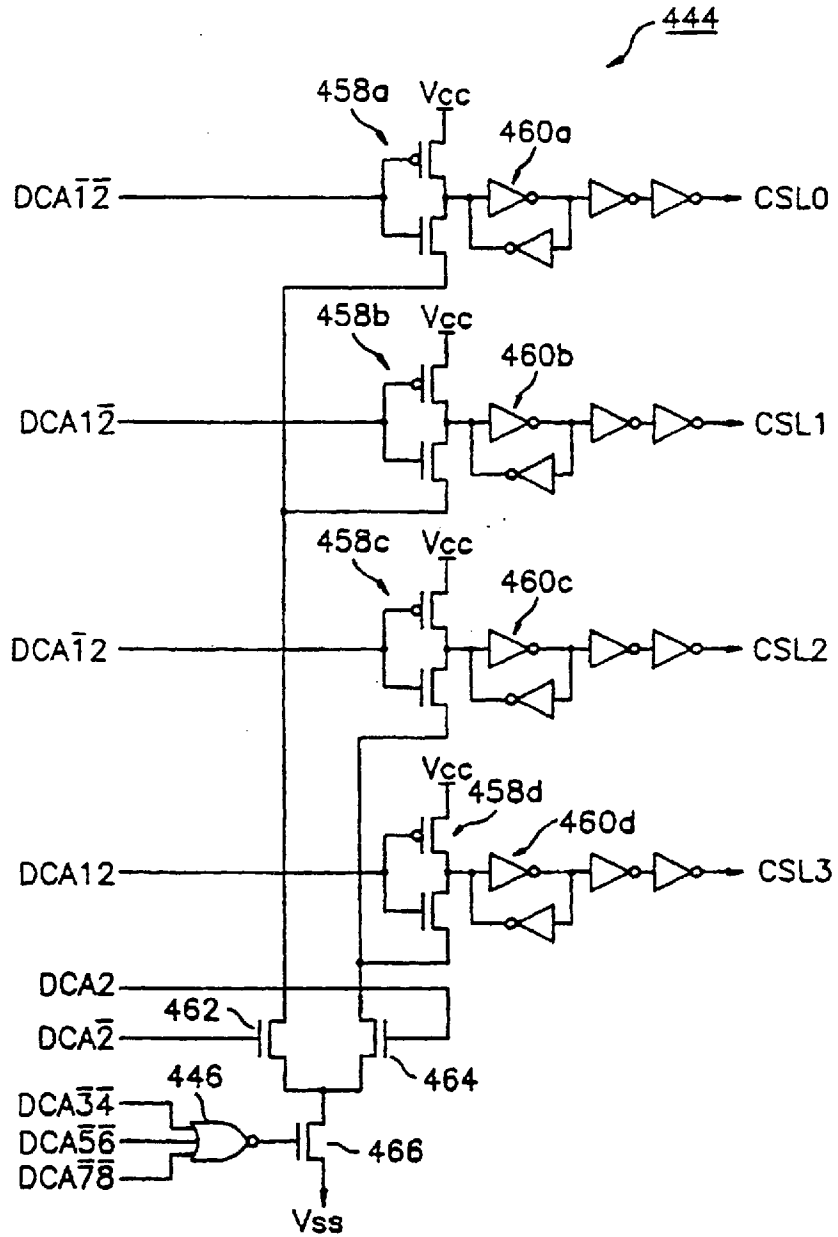 444
458a
Vcc
460a
DCA1̅2̅
CSL0
458b
Vcc
460b
DCA12̅
CSL1
458c
Vcc
460c
DCA1̅2
CSL2
Vcc
458d
460d
DCA12
CSL3
DCA2
462
DCA2̅
464
446
DCA3̅4̅
DCA5̅6̅
466
DCA7̅8̅
Vss